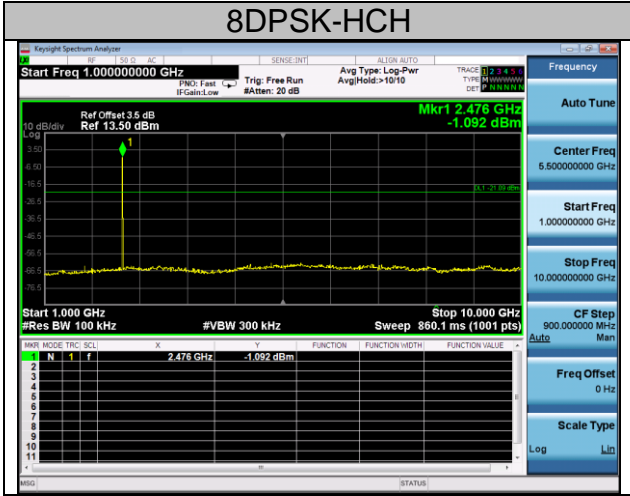 8DPSK-HCH
Keysight Spectrum Analyzer
RF 50 Ω AC SENSE:INT ALIGN AUTO
Start Freq 1.000000000 GHz
PNO: Fast
IFGain:Low
Trig: Free Run
#Atten: 20 dB
Avg Type: Log-Pwr
Avg|Hold:>10/10
TRACE 1 2 3 4 5 6
TYPE M WWWWW
DET P N N N N N
Mkr1 2.476 GHz
-1.092 dBm
Ref Offset 3.5 dB
10 dB/div Ref 13.50 dBm
Log
1
3.50
-6.50
-16.5
DL1 -21.09 dBm
-26.5
-36.5
-46.5
-56.5
-66.5
-76.5
Start 1.000 GHz Stop 10.000 GHz
#Res BW 100 kHz #VBW 300 kHz Sweep 860.1 ms (1001 pts)
MKR MODE TRC SCL X Y FUNCTION FUNCTION WIDTH FUNCTION VALUE
1 N 1 f 2.476 GHz -1.092 dBm
2
3
4
5
6
7
8
9
10
11
MSG STATUS
Frequency
Auto Tune
Center Freq
5.500000000 GHz
Start Freq
1.000000000 GHz
Stop Freq
10.000000000 GHz
CF Step
900.000000 MHz
Auto Man
Freq Offset
0 Hz
Scale Type
Log Lin